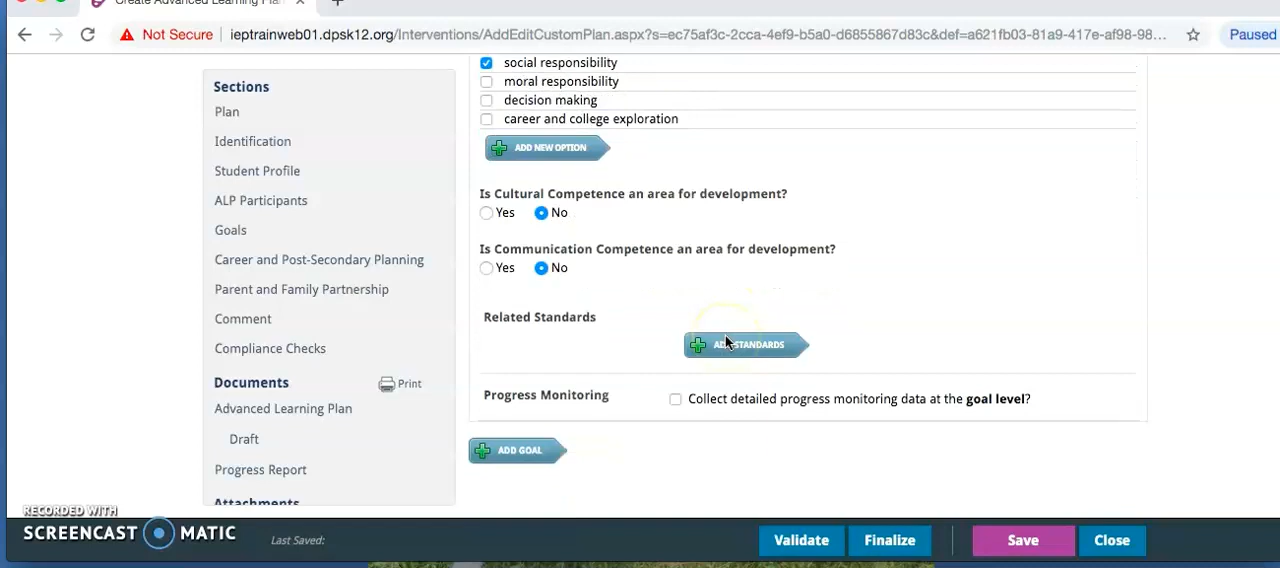 Create Advanced Learning Plan
Not Secure
ieptrainweb01.dpsk12.org/Interventions/AddEditCustomPlan.aspx?s=ec75af3c-2cca-4ef9-b5a0-d6855867d83c&def=a621fb03-81a9-417e-af98-98...
Paused
Sections
Plan
Identification
Student Profile
ALP Participants
Goals
Career and Post-Secondary Planning
Parent and Family Partnership
Comment
Compliance Checks
Documents
Print
Advanced Learning Plan
Draft
Progress Report
Attachments
social responsibility
moral responsibility
decision making
career and college exploration
ADD NEW OPTION
Is Cultural Competence an area for development?
Yes No
Is Communication Competence an area for development?
Yes No
Related Standards
ADD STANDARDS
Progress Monitoring
Collect detailed progress monitoring data at the goal level?
ADD GOAL
RECORDED WITH
SCREENCAST MATIC
Last Saved:
Validate
Finalize
Save
Close